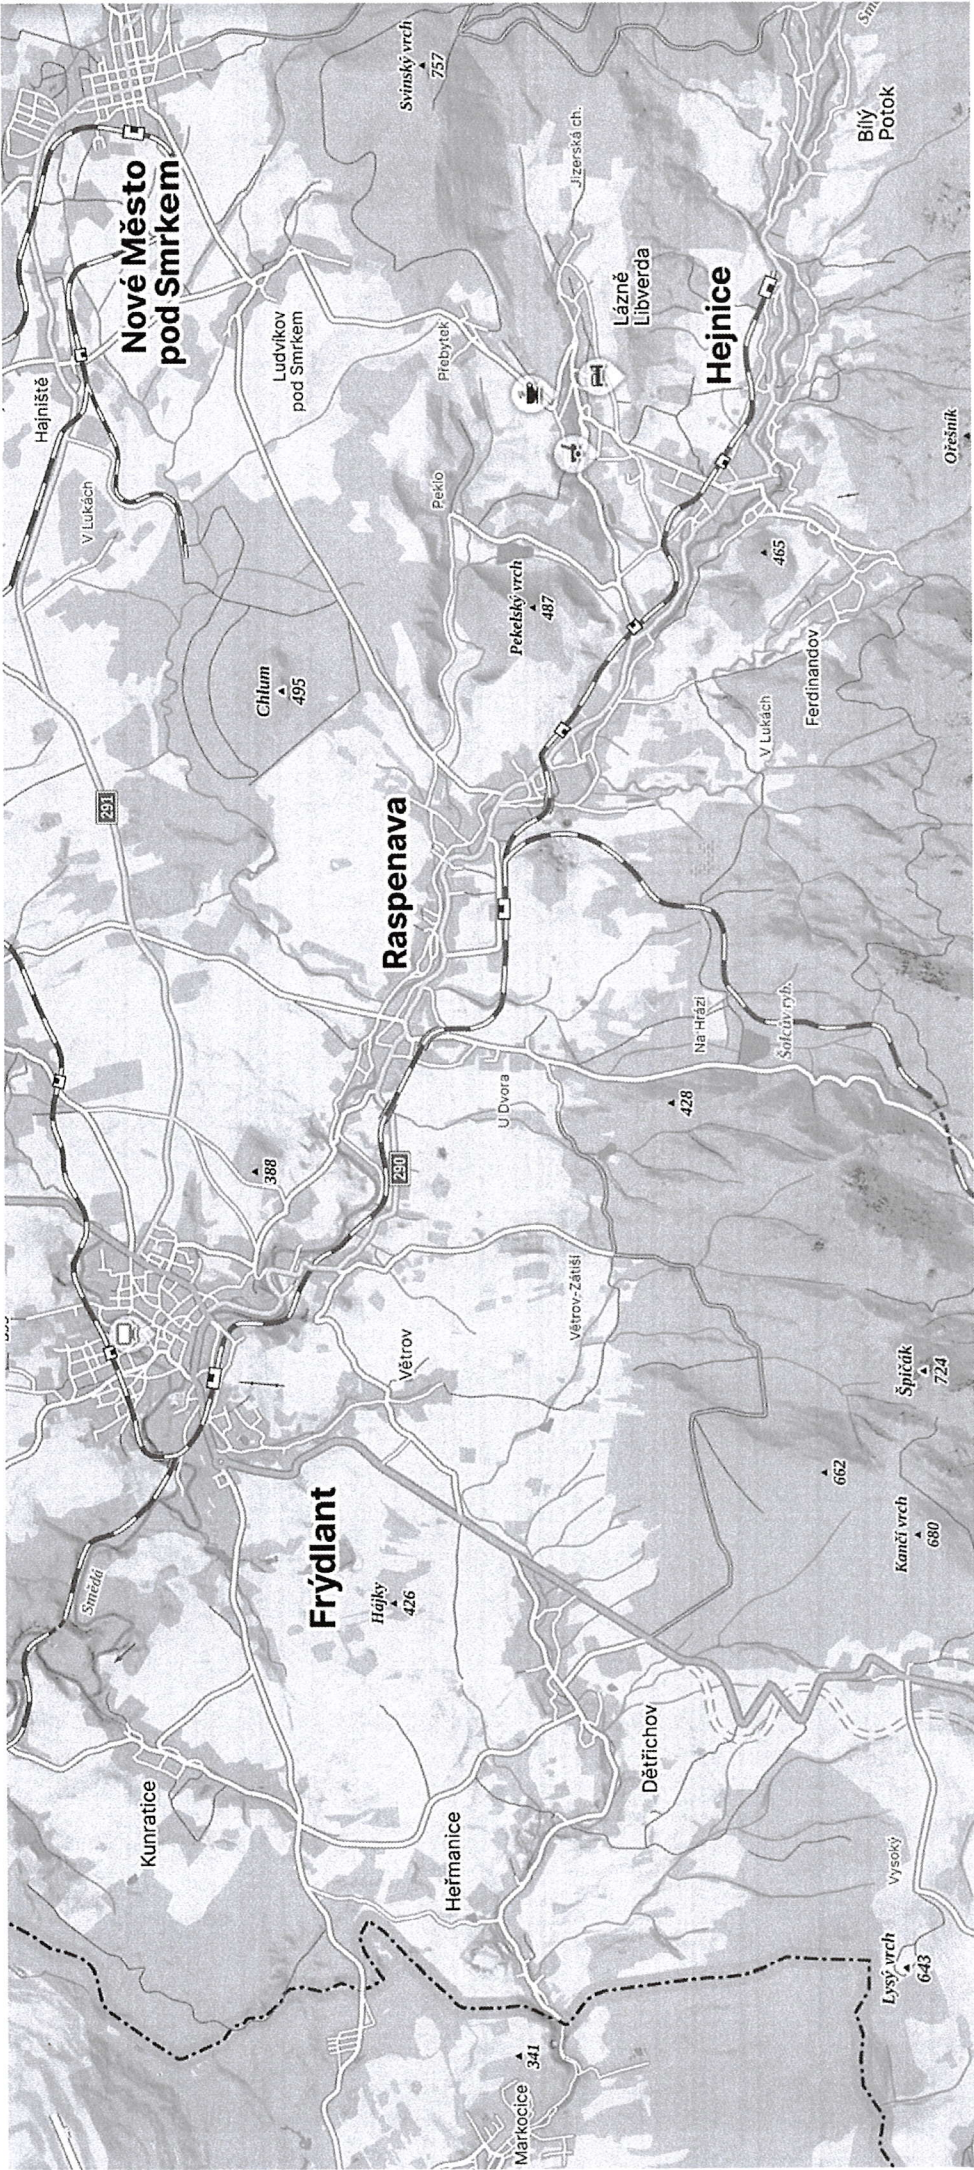 Svinský vrch
757
Smě
Bílý
Potok
Jizerská ch.
Nové Město
pod Smrkem
Lázně
Libverda
Hejnice
Ludvíkov
pod Smrkem
Přebytek
Hajniště
Ořešník
V Lukách
Peklo
465
Pekelský vrch
487
Chlum
495
Ferdinandov
V Lukách
291
Raspenava
Na Hrázi
Šolcův ryb.
U Dvora
428
388
290
Větrov-Zátiší
Větrov
Špičák
724
662
Kančí vrch
680
Frýdlant
Hájky
426
Smědá
Dětřichov
Kunratice
Heřmanice
Vysoký
Lysý vrch
643
341
Markocice